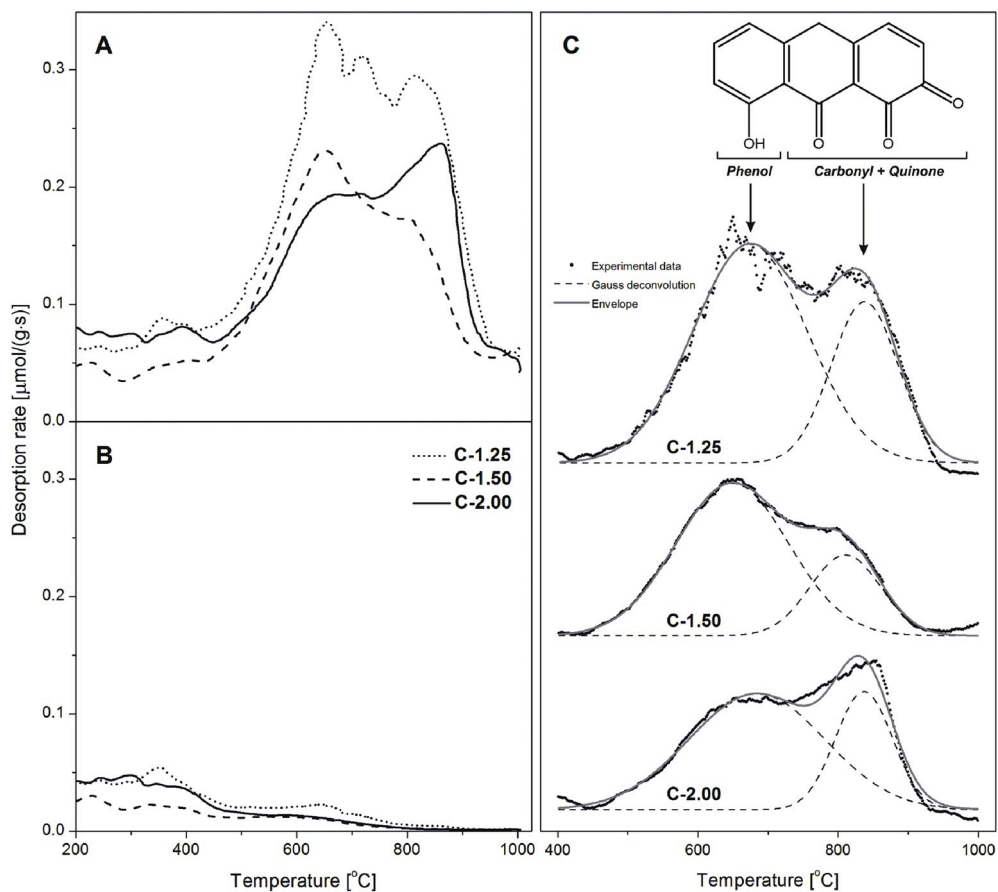 A
0.3
0.2
0.1
0.0
Desorption rate [µmol/(g·s)]
B
C-1.25
C-1.50
C-2.00
0.3
0.2
0.1
0.0
200 400 600 800 1000
Temperature [°C]
C
O
OH O O
Phenol Carbonyl + Quinone
Experimental data
Gauss deconvolution
Envelope
C-1.25
C-1.50
C-2.00
400 600 800 1000
Temperature [°C]